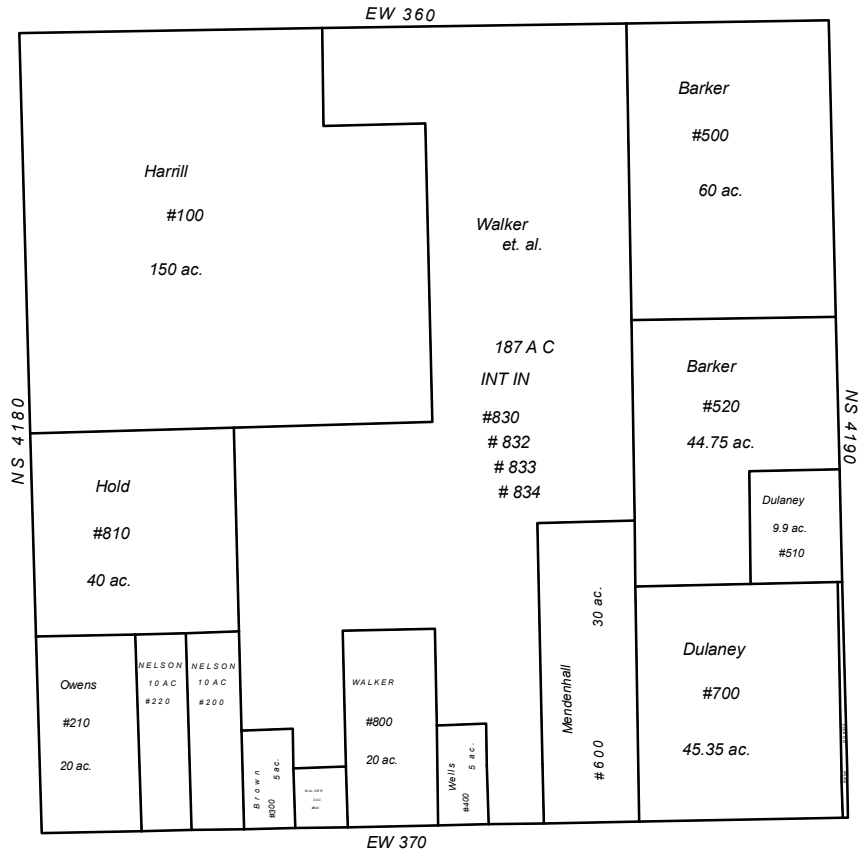 EW 360
Harrill
#100
150 ac.
Walker
et. al.
187 A C
INT IN
#830
# 832
# 833
# 834
Barker
#500
60 ac.
NS 4180
NS 4190
Barker
#520
44.75 ac.
Dulaney
9.9 ac.
#510
Hold
#810
40 ac.
Owens
#210
20 ac.
NELSON
10 AC
#220
NELSON
10 AC
#200
Brown 5 ac.
#300
WALKER
WALKER
#800
20 ac.
Wells 5 ac.
#400
Mendenhall 30 ac.
#600
Dulaney
#700
45.35 ac.
EW 370